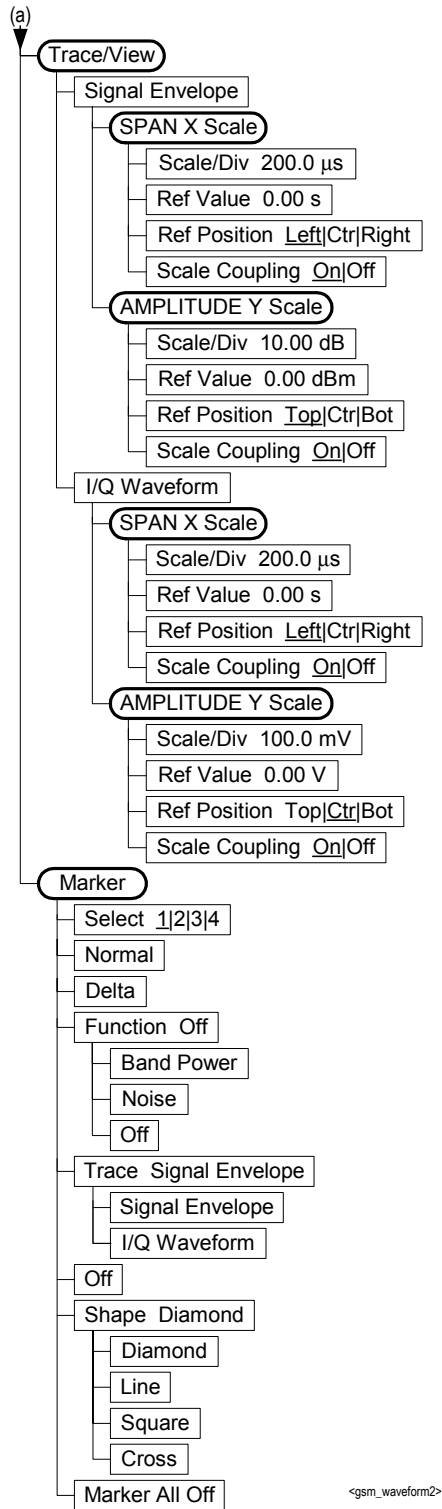 (a)
Trace/View
Signal Envelope
SPAN X Scale
Scale/Div 200.0 μs
Ref Value 0.00 s
Ref Position Left|Ctr|Right
Scale Coupling On|Off
AMPLITUDE Y Scale
Scale/Div 10.00 dB
Ref Value 0.00 dBm
Ref Position Top|Ctr|Bot
Scale Coupling On|Off
I/Q Waveform
SPAN X Scale
Scale/Div 200.0 μs
Ref Value 0.00 s
Ref Position Left|Ctr|Right
Scale Coupling On|Off
AMPLITUDE Y Scale
Scale/Div 100.0 mV
Ref Value 0.00 V
Ref Position Top|Ctr|Bot
Scale Coupling On|Off
Marker
Select 1|2|3|4
Normal
Delta
Function Off
Band Power
Noise
Off
Trace Signal Envelope
Signal Envelope
I/Q Waveform
Off
Shape Diamond
Diamond
Line
Square
Cross
Marker All Off
<gsm_waveform2>